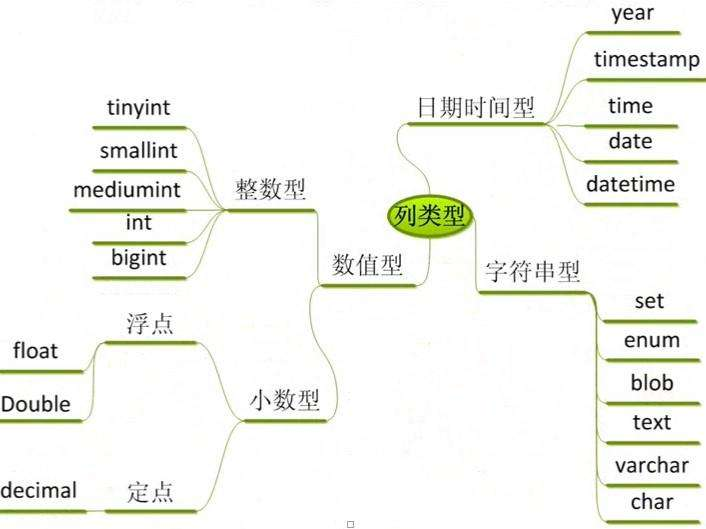 列类型
日期时间型
year
timestamp
time
date
datetime
数值型
整数型
tinyint
smallint
mediumint
int
bigint
小数型
浮点
float
Double
定点
decimal
字符串型
set
enum
blob
text
varchar
char